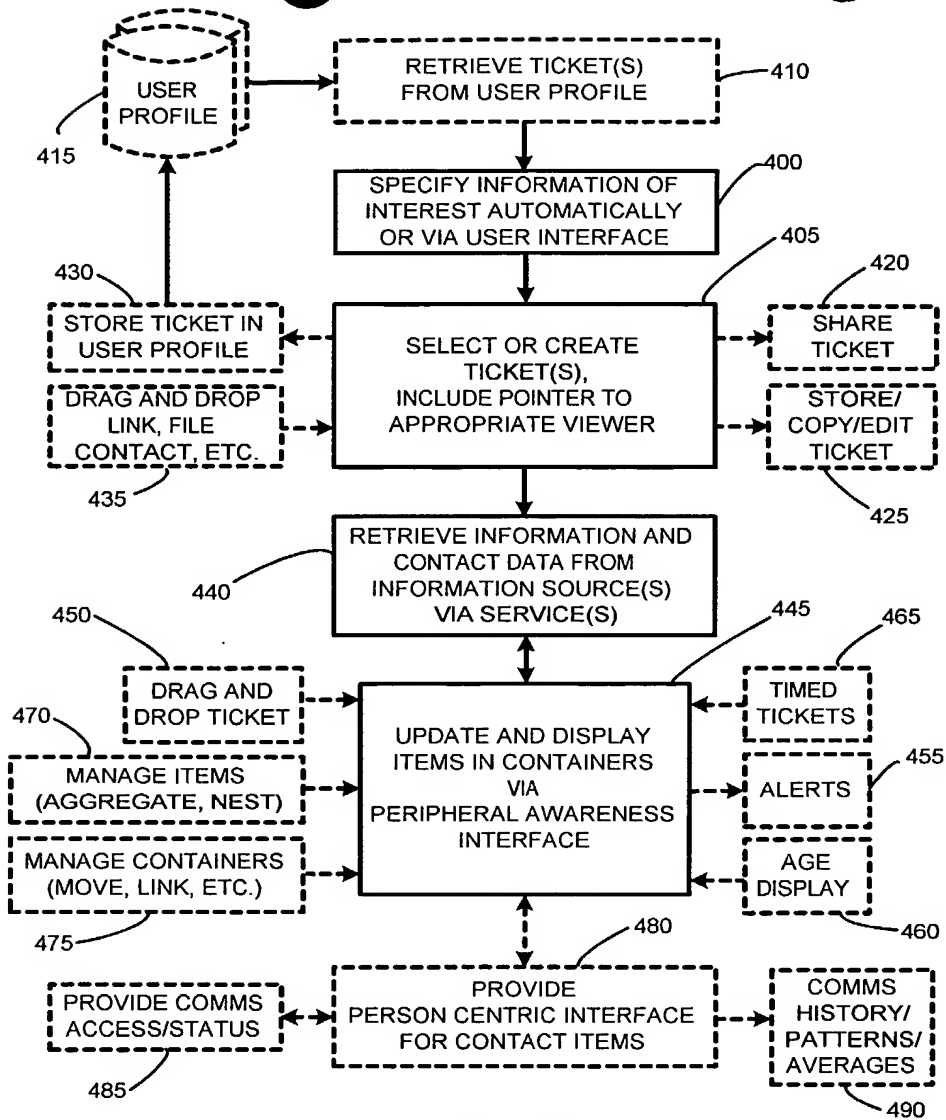 USER
PROFILE
415
RETRIEVE TICKET(S)
FROM USER PROFILE
410
SPECIFY INFORMATION OF
INTEREST AUTOMATICALLY
OR VIA USER INTERFACE
400
405
430
STORE TICKET IN
USER PROFILE
DRAG AND DROP
LINK, FILE
CONTACT, ETC.
435
SELECT OR CREATE
TICKET(S),
INCLUDE POINTER TO
APPROPRIATE VIEWER
420
SHARE
TICKET
STORE/
COPY/EDIT
TICKET
425
440
RETRIEVE INFORMATION AND
CONTACT DATA FROM
INFORMATION SOURCE(S)
VIA SERVICE(S)
445
450
DRAG AND
DROP TICKET
470
MANAGE ITEMS
(AGGREGATE, NEST)
MANAGE CONTAINERS
(MOVE, LINK, ETC.)
475
UPDATE AND DISPLAY
ITEMS IN CONTAINERS
VIA
PERIPHERAL AWARENESS
INTERFACE
465
TIMED
TICKETS
455
ALERTS
AGE
DISPLAY
460
480
PROVIDE
PERSON CENTRIC INTERFACE
FOR CONTACT ITEMS
PROVIDE COMMS
ACCESS/STATUS
485
COMMS
HISTORY/
PATTERNS/
AVERAGES
490